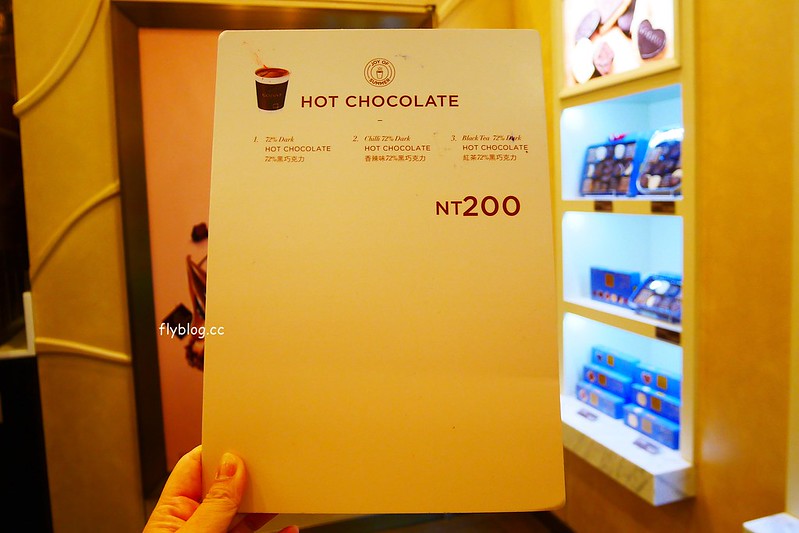 JOY OF
SUMMER
HOT CHOCOLATE
1. 72% Dark
HOT CHOCOLATE
72%黑巧克力
2. Chilli 72% Dark
HOT CHOCOLATE
香辣味72%黑巧克力
3. Black Tea 72% Dark
HOT CHOCOLATE
紅茶72%黑巧克力
NT200
flyblog.cc